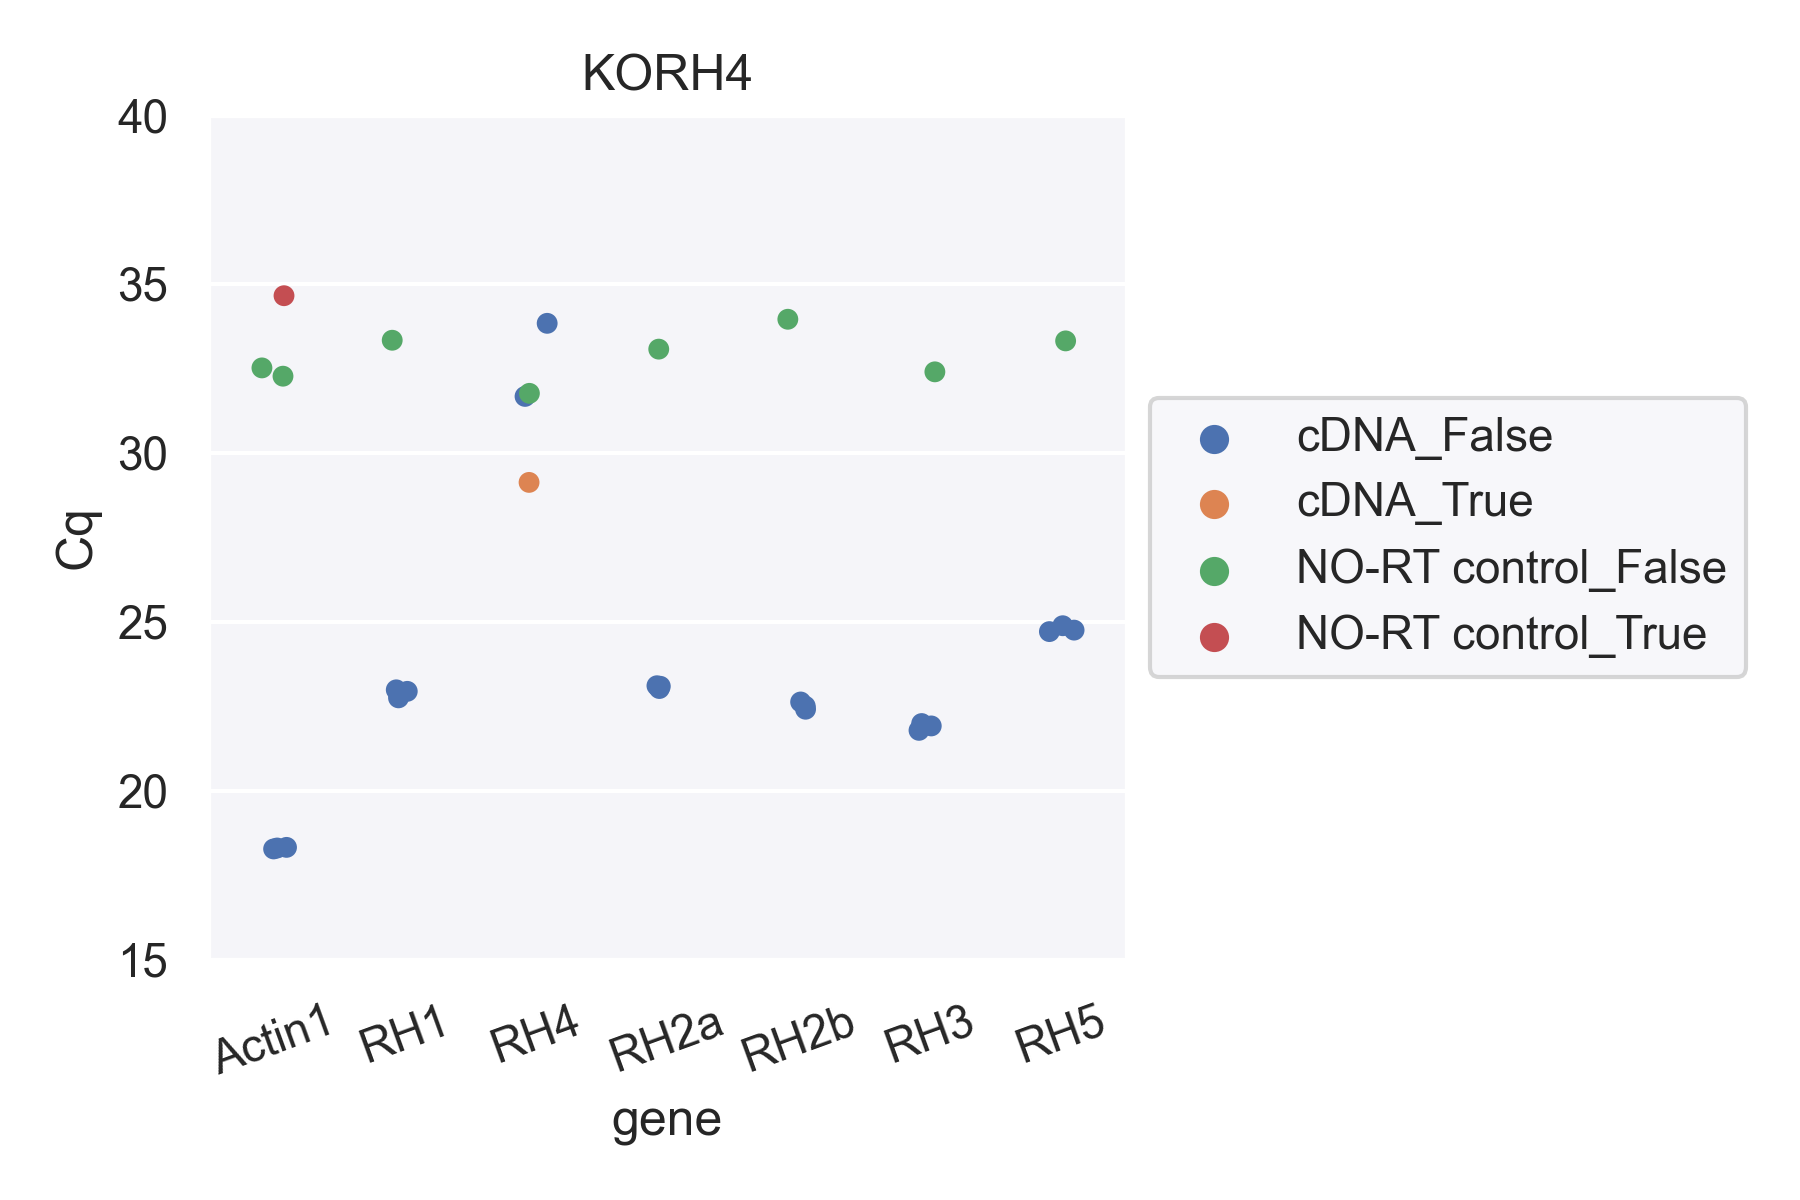 KORH4
40
35
30
25
20
15
Cq
Actin1
RH1
RH4
RH2a
RH2b
RH3
RH5
gene
cDNA_False
cDNA_True
NO-RT control_False
NO-RT control_True